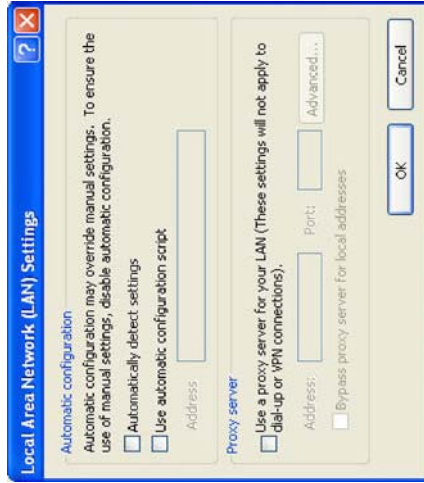 Local Area Network (LAN) Settings
Automatic configuration
Automatic configuration may override manual settings. To ensure the
use of manual settings, disable automatic configuration.
Automatically detect settings
Use automatic configuration script
Address
Proxy server
Use a proxy server for your LAN (These settings will not apply to
dial-up or VPN connections).
Address:
Port:
Advanced...
Bypass proxy server for local addresses
OK
Cancel